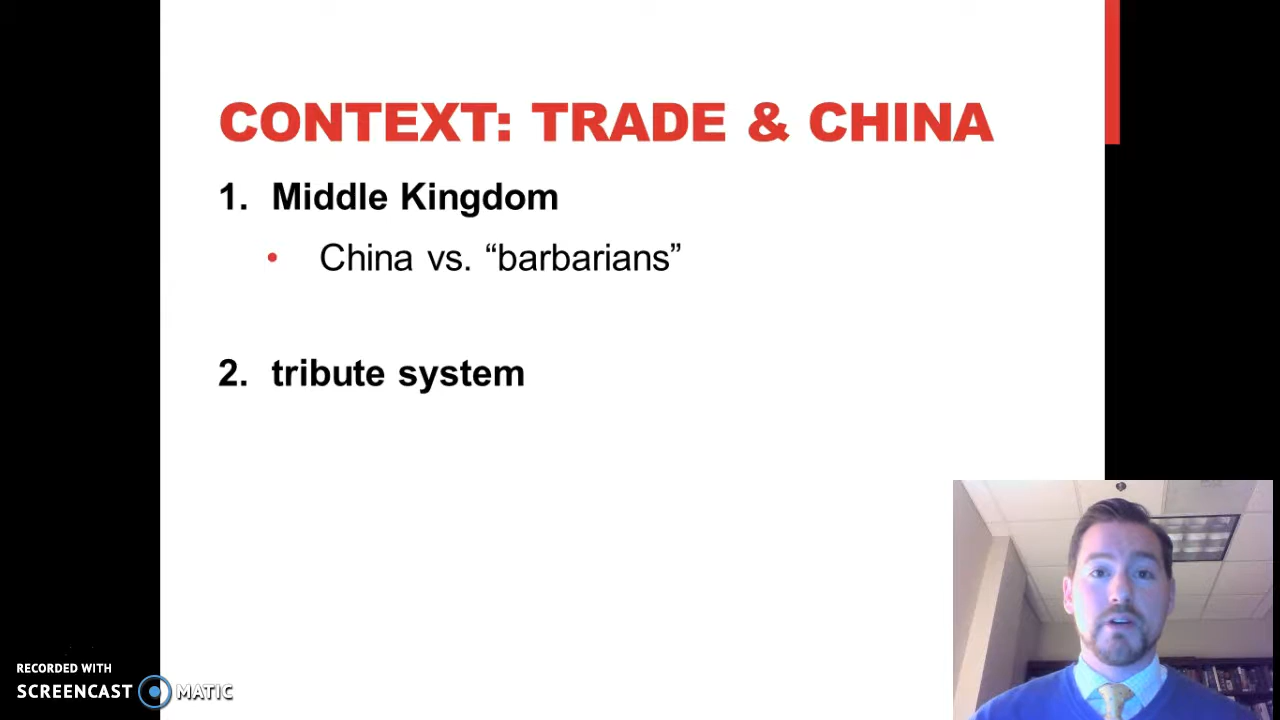 CONTEXT: TRADE & CHINA
1. Middle Kingdom
• China vs. “barbarians”
2. tribute system
RECORDED WITH
SCREENCAST MATIC